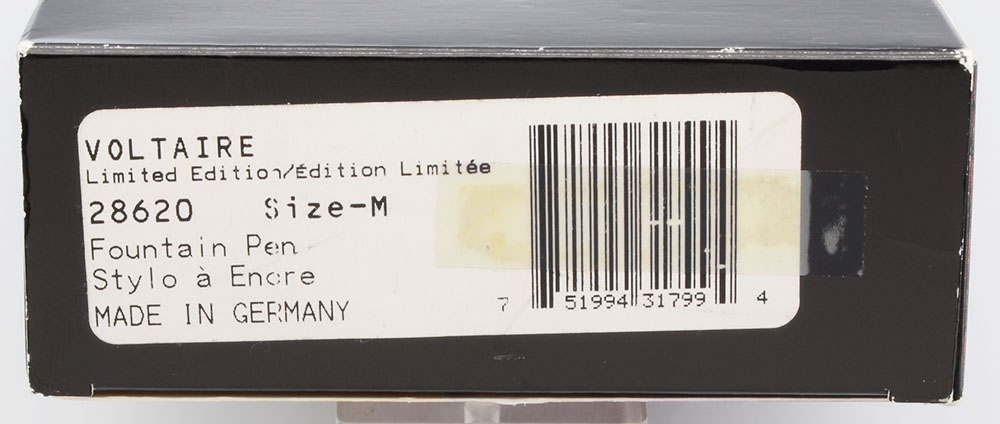 VOLTAIRE
Limited Edition/Édition Limitée
28620 Size-M
Fountain Pen
Stylo à Encre
MADE IN GERMANY
7 51994 31799 4